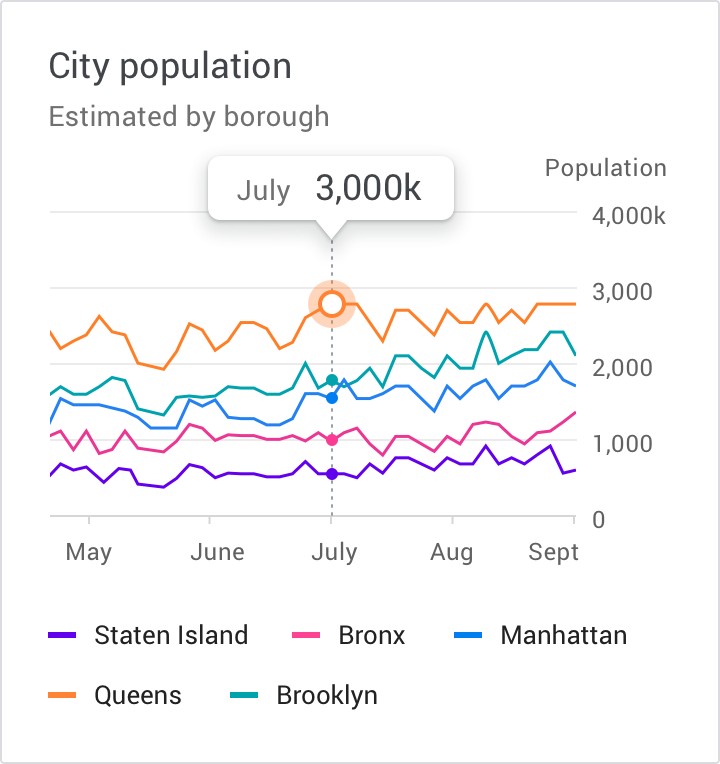 City population
Estimated by borough
Population
July 3,000k
4,000k
3,000
2,000
1,000
0
May June July Aug Sept
Staten Island Bronx Manhattan
Queens Brooklyn